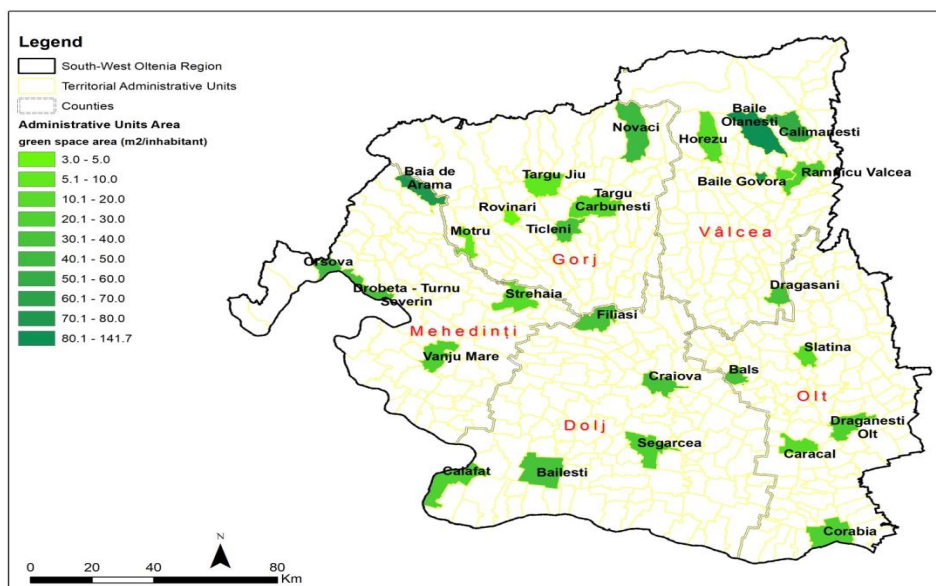 Legend
South-West Oltenia Region
Territorial Administrative Units
Counties
Administrative Units Area
green space area (m2/inhabitant)
3.0 - 5.0
5.1 - 10.0
10.1 - 20.0
20.1 - 30.0
30.1 - 40.0
40.1 - 50.0
50.1 - 60.0
60.1 - 70.0
70.1 - 80.0
80.1 - 141.7
Novaci
Horezu
Baile
Olanesti
Calimanesti
Baia de
Arama
Targu Jiu
Baile Govora
Ramnicu Valcea
Rovinari
Targu
Carbunesti
Motru
Ticleni
Gorj
Vâlcea
Orsova
Drobeta - Turnu
Severin
Strehaia
Dragasani
Filiasi
Mehedinți
Vanju Mare
Slatina
Craiova
Bals
Olt
Dolj
Draganesti
Olt
Segarcea
Caracal
Calafat
Bailesti
Corabia
N
0 20 40 80
Km